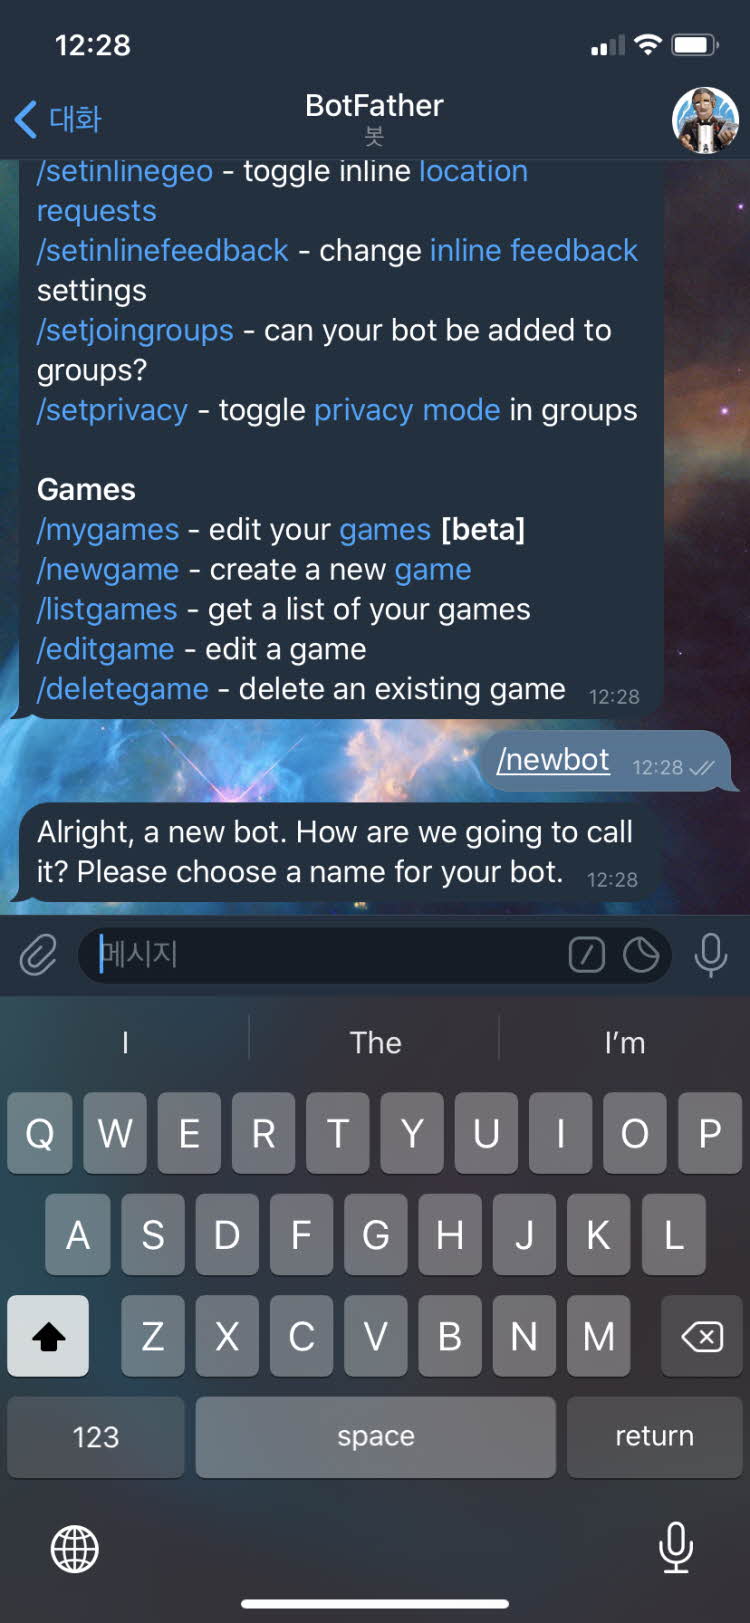 12:28
대화
BotFather
봇
/setinlinegeo - toggle inline location
requests
/setinlinefeedback - change inline feedback
settings
/setjoingroups - can your bot be added to
groups?
/setprivacy - toggle privacy mode in groups
Games
/mygames - edit your games [beta]
/newgame - create a new game
/listgames - get a list of your games
/editgame - edit a game
/deletegame - delete an existing game 12:28
/newbot 12:28
Alright, a new bot. How are we going to call
it? Please choose a name for your bot. 12:28
메시지
I The I'm
Q W E R T Y U I O P
A S D F G H J K L
Z X C V B N M
123 space return